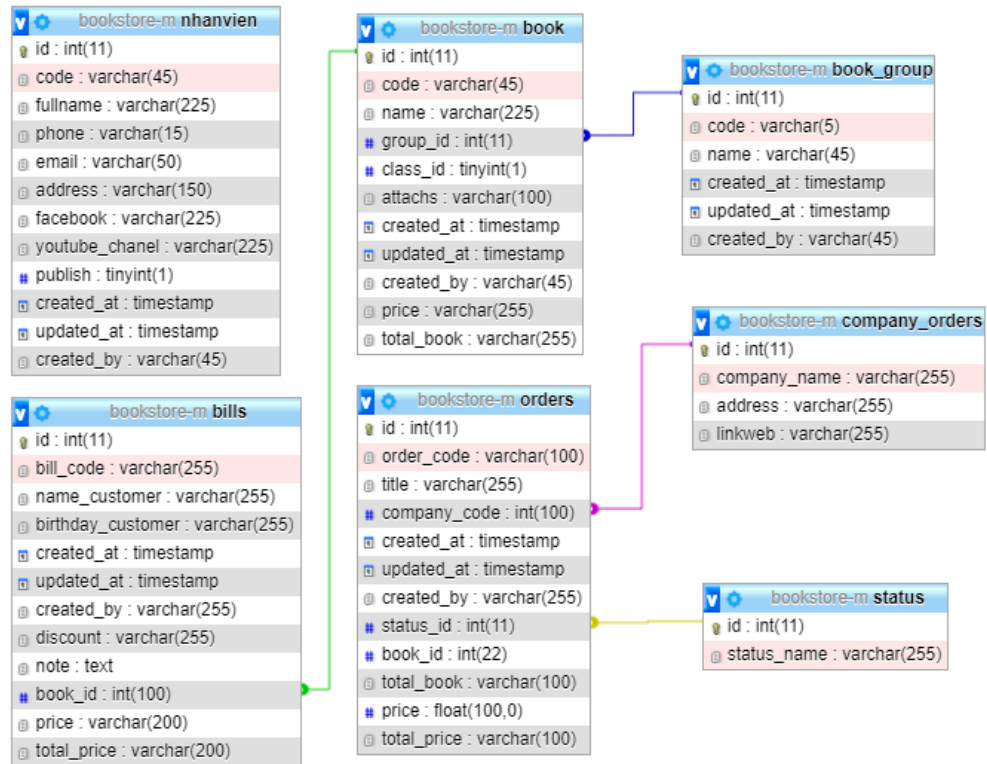 bookstore-m nhanvien
id : int(11)
code : varchar(45)
fullname : varchar(225)
phone : varchar(15)
email : varchar(50)
address : varchar(150)
facebook : varchar(225)
youtube_chanel : varchar(225)
publish : tinyint(1)
created_at : timestamp
updated_at : timestamp
created_by : varchar(45)
bookstore-m bills
id : int(11)
bill_code : varchar(255)
name_customer : varchar(255)
birthday_customer : varchar(255)
created_at : timestamp
updated_at : timestamp
created_by : varchar(255)
discount : varchar(255)
note : text
book_id : int(100)
price : varchar(200)
total_price : varchar(200)
bookstore-m book
id : int(11)
code : varchar(45)
name : varchar(225)
group_id : int(11)
class_id : tinyint(1)
attachs : varchar(100)
created_at : timestamp
updated_at : timestamp
created_by : varchar(45)
price : varchar(255)
total_book : varchar(255)
bookstore-m orders
id : int(11)
order_code : varchar(100)
title : varchar(255)
company_code : int(100)
created_at : timestamp
updated_at : timestamp
created_by : varchar(255)
status_id : int(11)
book_id : int(22)
total_book : varchar(100)
price : float(100,0)
total_price : varchar(100)
bookstore-m book_group
id : int(11)
code : varchar(5)
name : varchar(45)
created_at : timestamp
updated_at : timestamp
created_by : varchar(45)
bookstore-m company_orders
id : int(11)
company_name : varchar(255)
address : varchar(255)
linkweb : varchar(255)
bookstore-m status
id : int(11)
status_name : varchar(255)